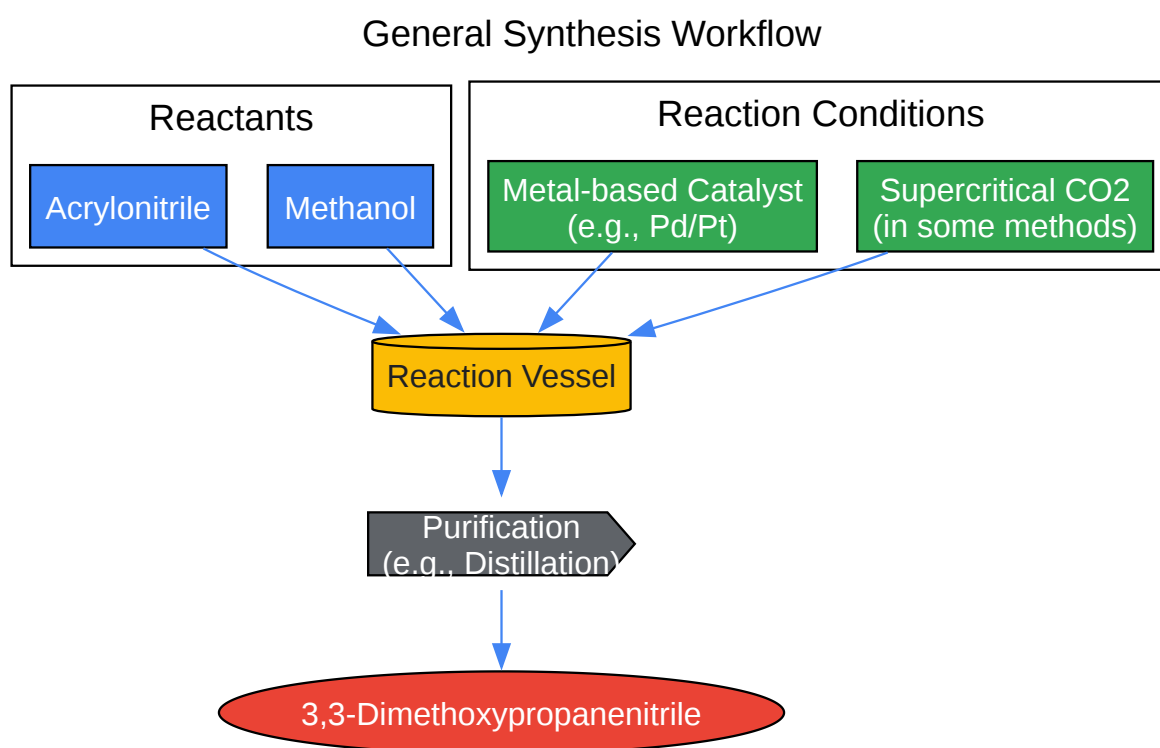 General Synthesis Workflow
Reactants
Reaction Conditions
Acrylonitrile
Methanol
Metal-based Catalyst
(e.g., Pd/Pt)
Supercritical CO2
(in some methods)
Reaction Vessel
Purification
(e.g., Distillation)
3,3-Dimethoxypropanenitrile